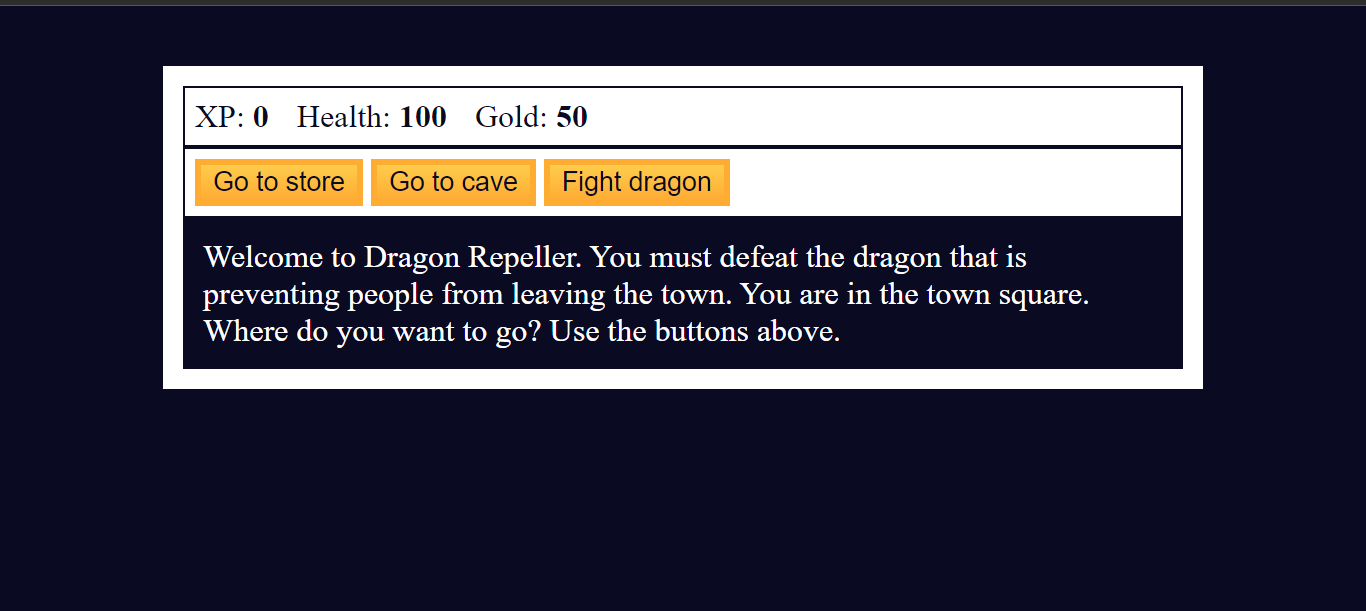 XP: 0 Health: 100 Gold: 50
Go to store Go to cave Fight dragon
Welcome to Dragon Repeller. You must defeat the dragon that is
preventing people from leaving the town. You are in the town square.
Where do you want to go? Use the buttons above.